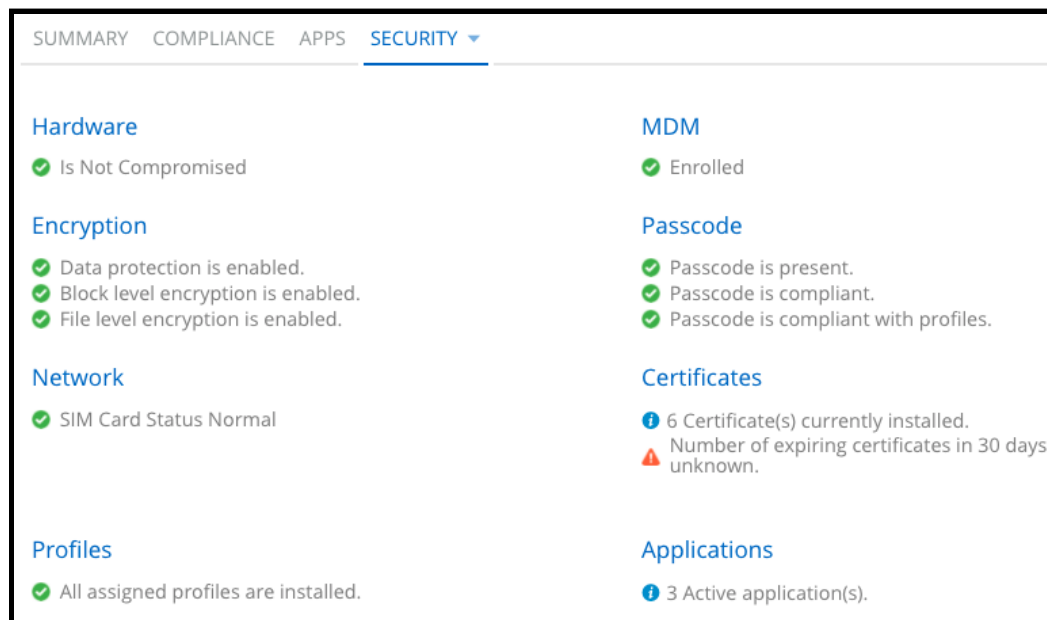 SUMMARY COMPLIANCE APPS SECURITY
Hardware
Is Not Compromised
MDM
Enrolled
Encryption
Data protection is enabled.
Block level encryption is enabled.
File level encryption is enabled.
Passcode
Passcode is present.
Passcode is compliant.
Passcode is compliant with profiles.
Network
SIM Card Status Normal
Certificates
6 Certificate(s) currently installed.
Number of expiring certificates in 30 days
unknown.
Profiles
All assigned profiles are installed.
Applications
3 Active application(s).